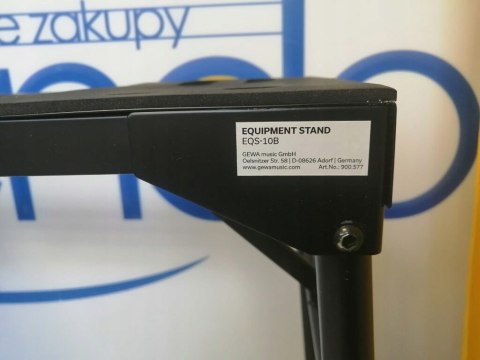 e zakupy
EQUIPMENT STAND
EQS-10B
GEWA music GmbH
Oelsnitzer Str. 58 | D-08626 Adorf | Germany
www.gewamusic.com Art.No.: 900.577